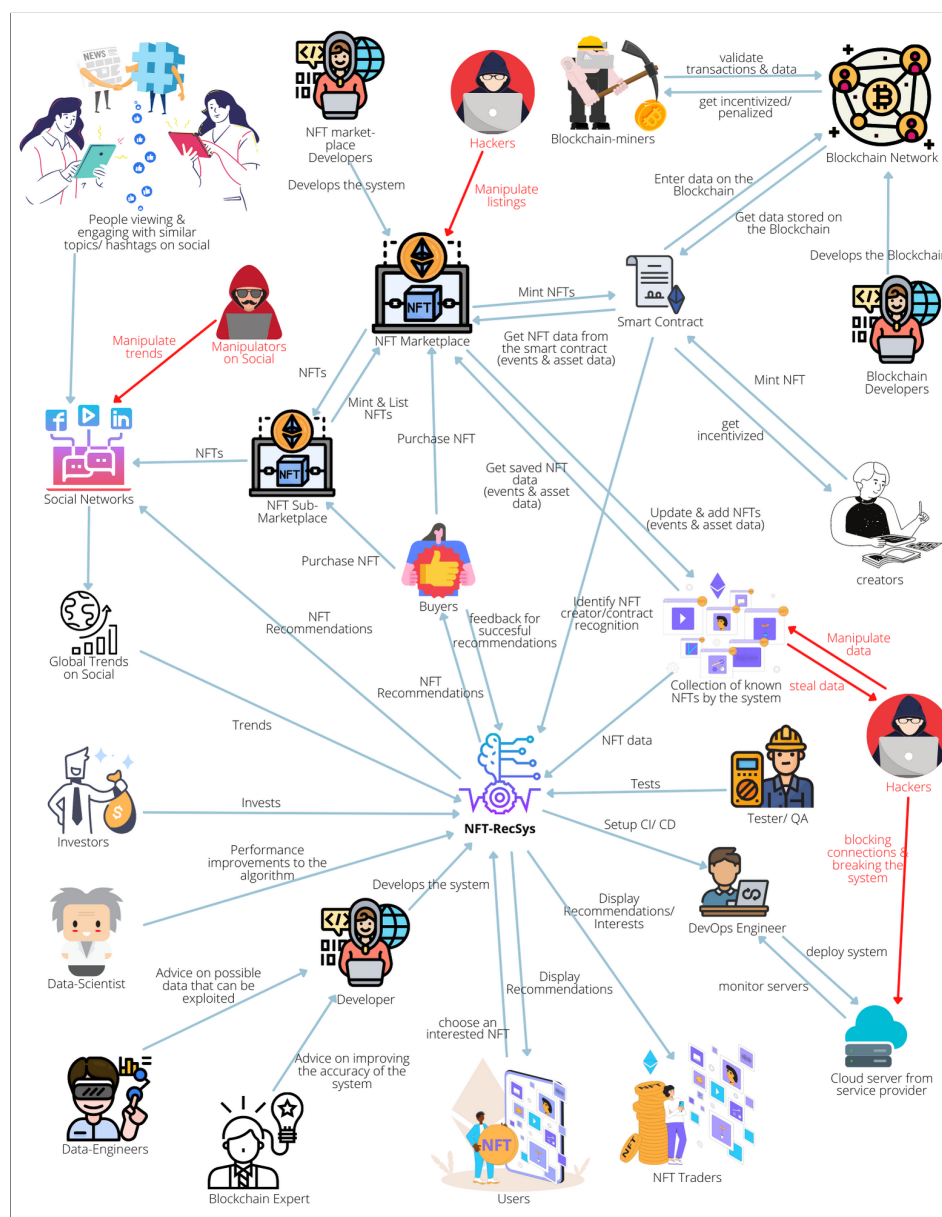 NEWS
NFT market-
place
Developers
Hackers
validate
transactions & data
get incentivized/
penalized
Blockchain-miners
Blockchain Network
Develops the system
Manipulate
listings
Enter data on the
Blockchain
Get data stored on
the Blockchain
People viewing &
engaging with similar
topics/ hashtags on social
Develops the Blockchain
Manipulate
trends
Manipulators
on Social
NFT
NFT Marketplace
Mint NFTs
Smart Contract
Get NFT data from
the smart contract
(events & asset data)
Blockchain
Developers
NFTs
Mint & List
NFTs
Mint NFT
Purchase NFT
get
incentivized
NFTs
NFT
Social Networks
NFT Sub-
Marketplace
Get saved NFT
data
(events & asset
data)
Update & add NFTs
(events & asset data)
Purchase NFT
creators
Buyers
NFT
Recommendations
feedback for
succesful
recommendations
Identify NFT
creator/contract
recognition
Global Trends
on Social
NFT
Recommendations
Collection of known
NFTs by the system
Manipulate
data
steal data
Trends
NFT data
Hackers
Invests
Tests
Tester/ QA
Investors
NFT-RecSys
Setup CI/ CD
Performance
improvements to the
algorithm
Develops the system
blocking
connections &
breaking the
system
Display
Recommendations/
Interests
DevOps Engineer
Data-Scientist
Advice on possible
data that can be
exploited
Developer
Display
Recommendations
deploy system
monitor servers
choose an
interested NFT
Advice on improving
the accuracy of the
system
Cloud server from
service provider
Data-Engineers
NFT
NFT
NFT
Blockchain Expert
Users
NFT Traders